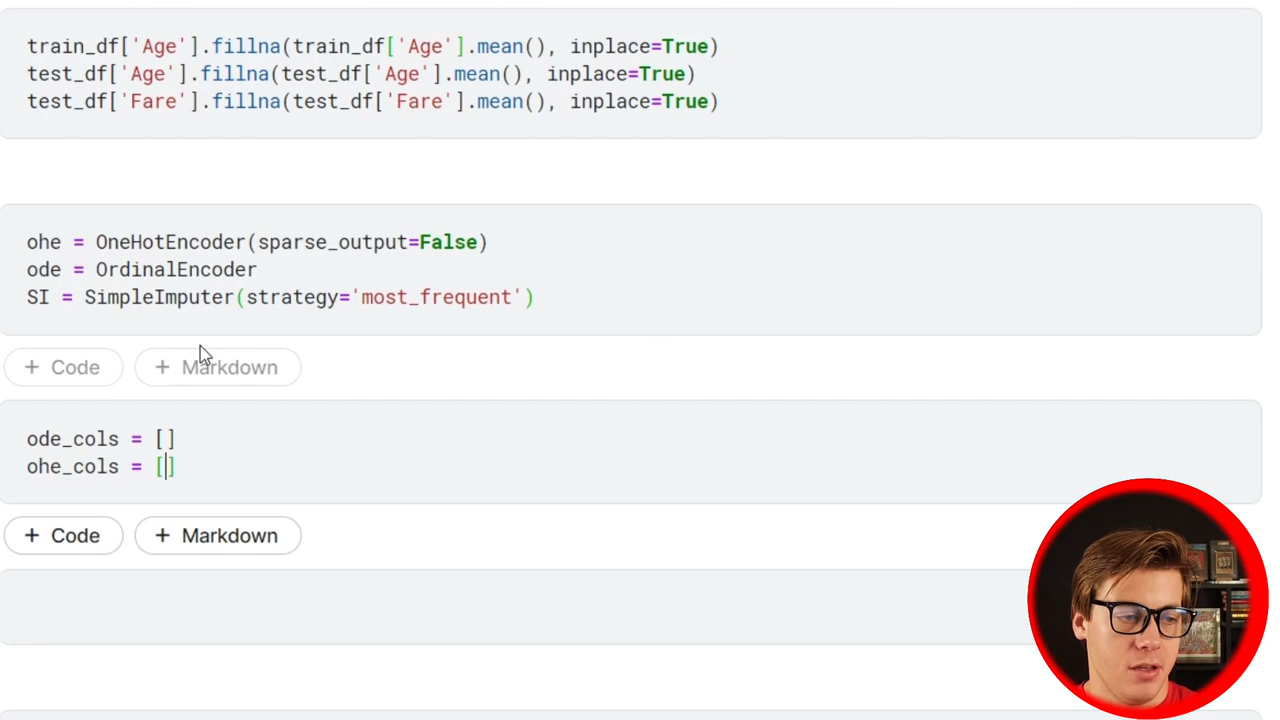 train_df['Age'].fillna(train_df['Age'].mean(), inplace=True)
test_df['Age'].fillna(test_df['Age'].mean(), inplace=True)
test_df['Fare'].fillna(test_df['Fare'].mean(), inplace=True)
ohe = OneHotEncoder(sparse_output=False)
ode = OrdinalEncoder
SI = SimpleImputer(strategy='most_frequent')
+ Code + Markdown
ode_cols = []
ohe_cols = []
+ Code + Markdown